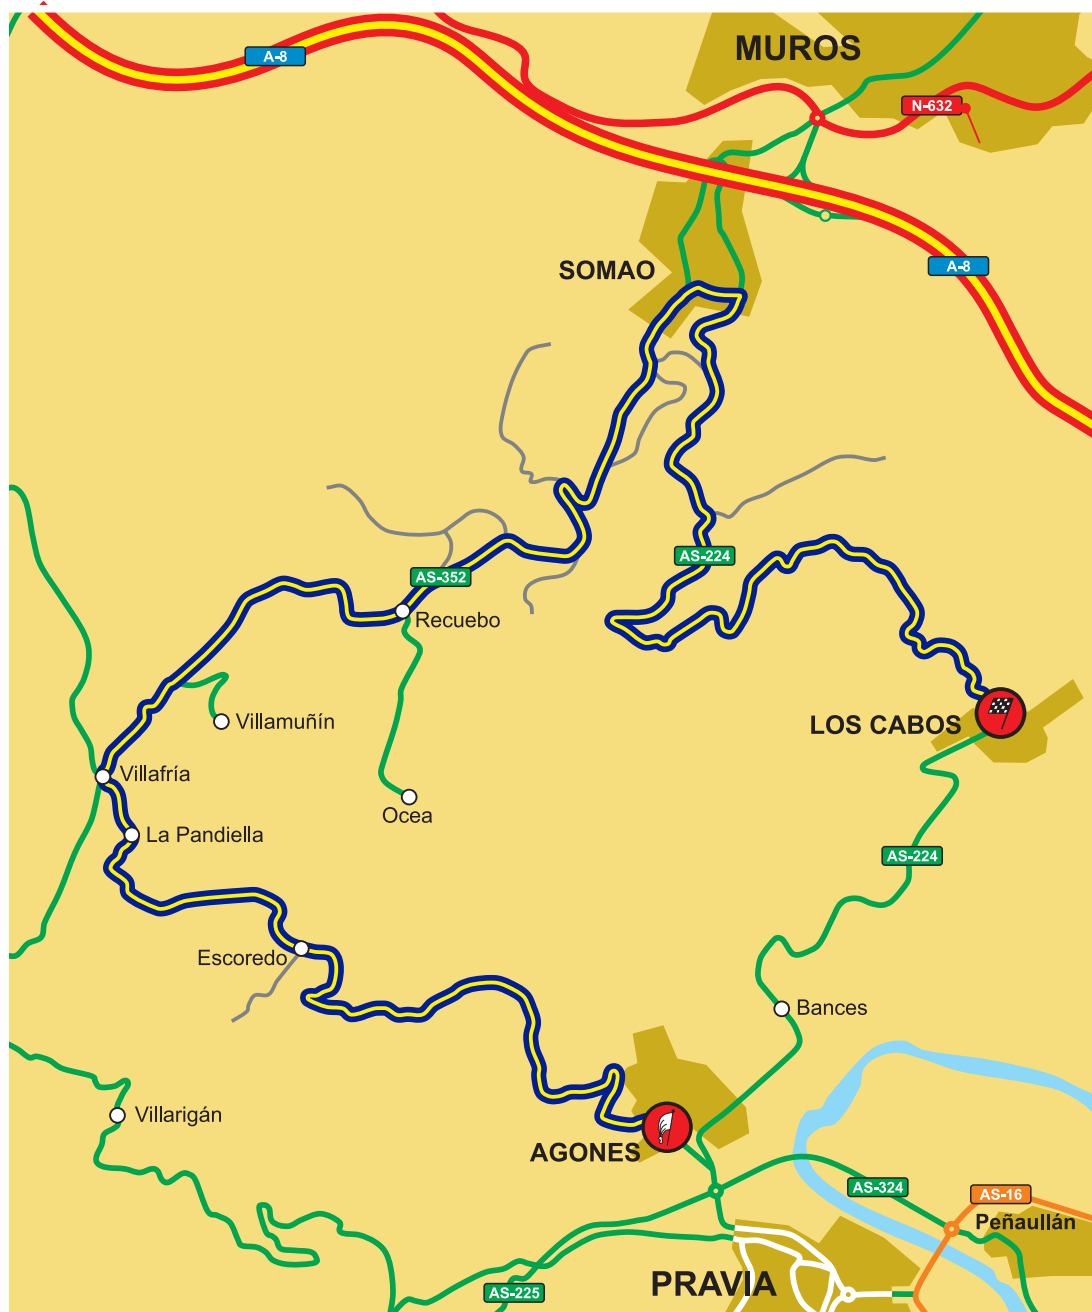 MUROS
A-8
N-632
SOMAO
A-8
AS-224
AS-352
Recuebo
Villamuñín
LOS CABOS
Villafría
Ocea
La Pandiella
AS-224
Escoredo
Bances
Villarigán
AGONES
AS-324
AS-16
Peñaullán
PRAVIA
AS-225